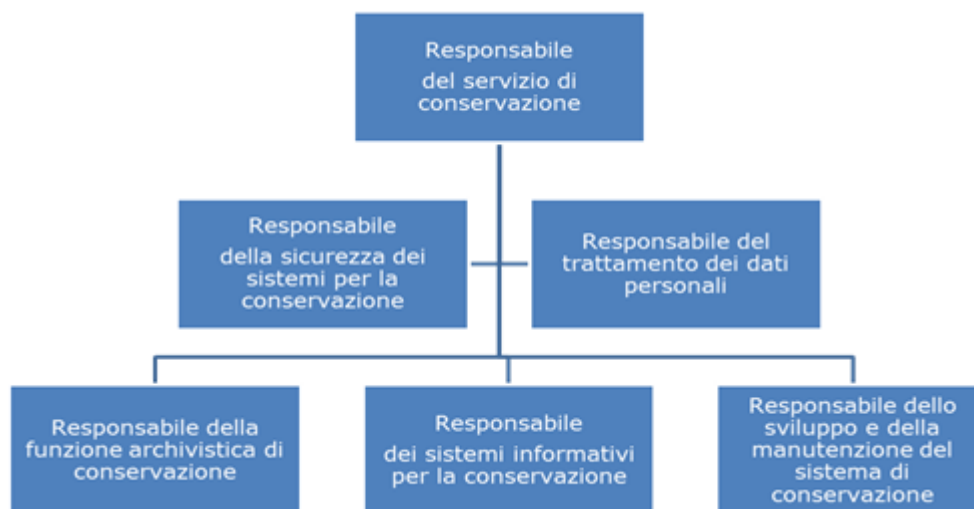 Responsabile
del servizio di
conservazione
Responsabile
della sicurezza dei
sistemi per la
conservazione
Responsabile del
trattamento dei dati
personali
Responsabile della
funzione archivistica di
conservazione
Responsabile
dei sistemi informativi
per la conservazione
Responsabile dello
sviluppo e della
manutenzione del
sistema di
conservazione